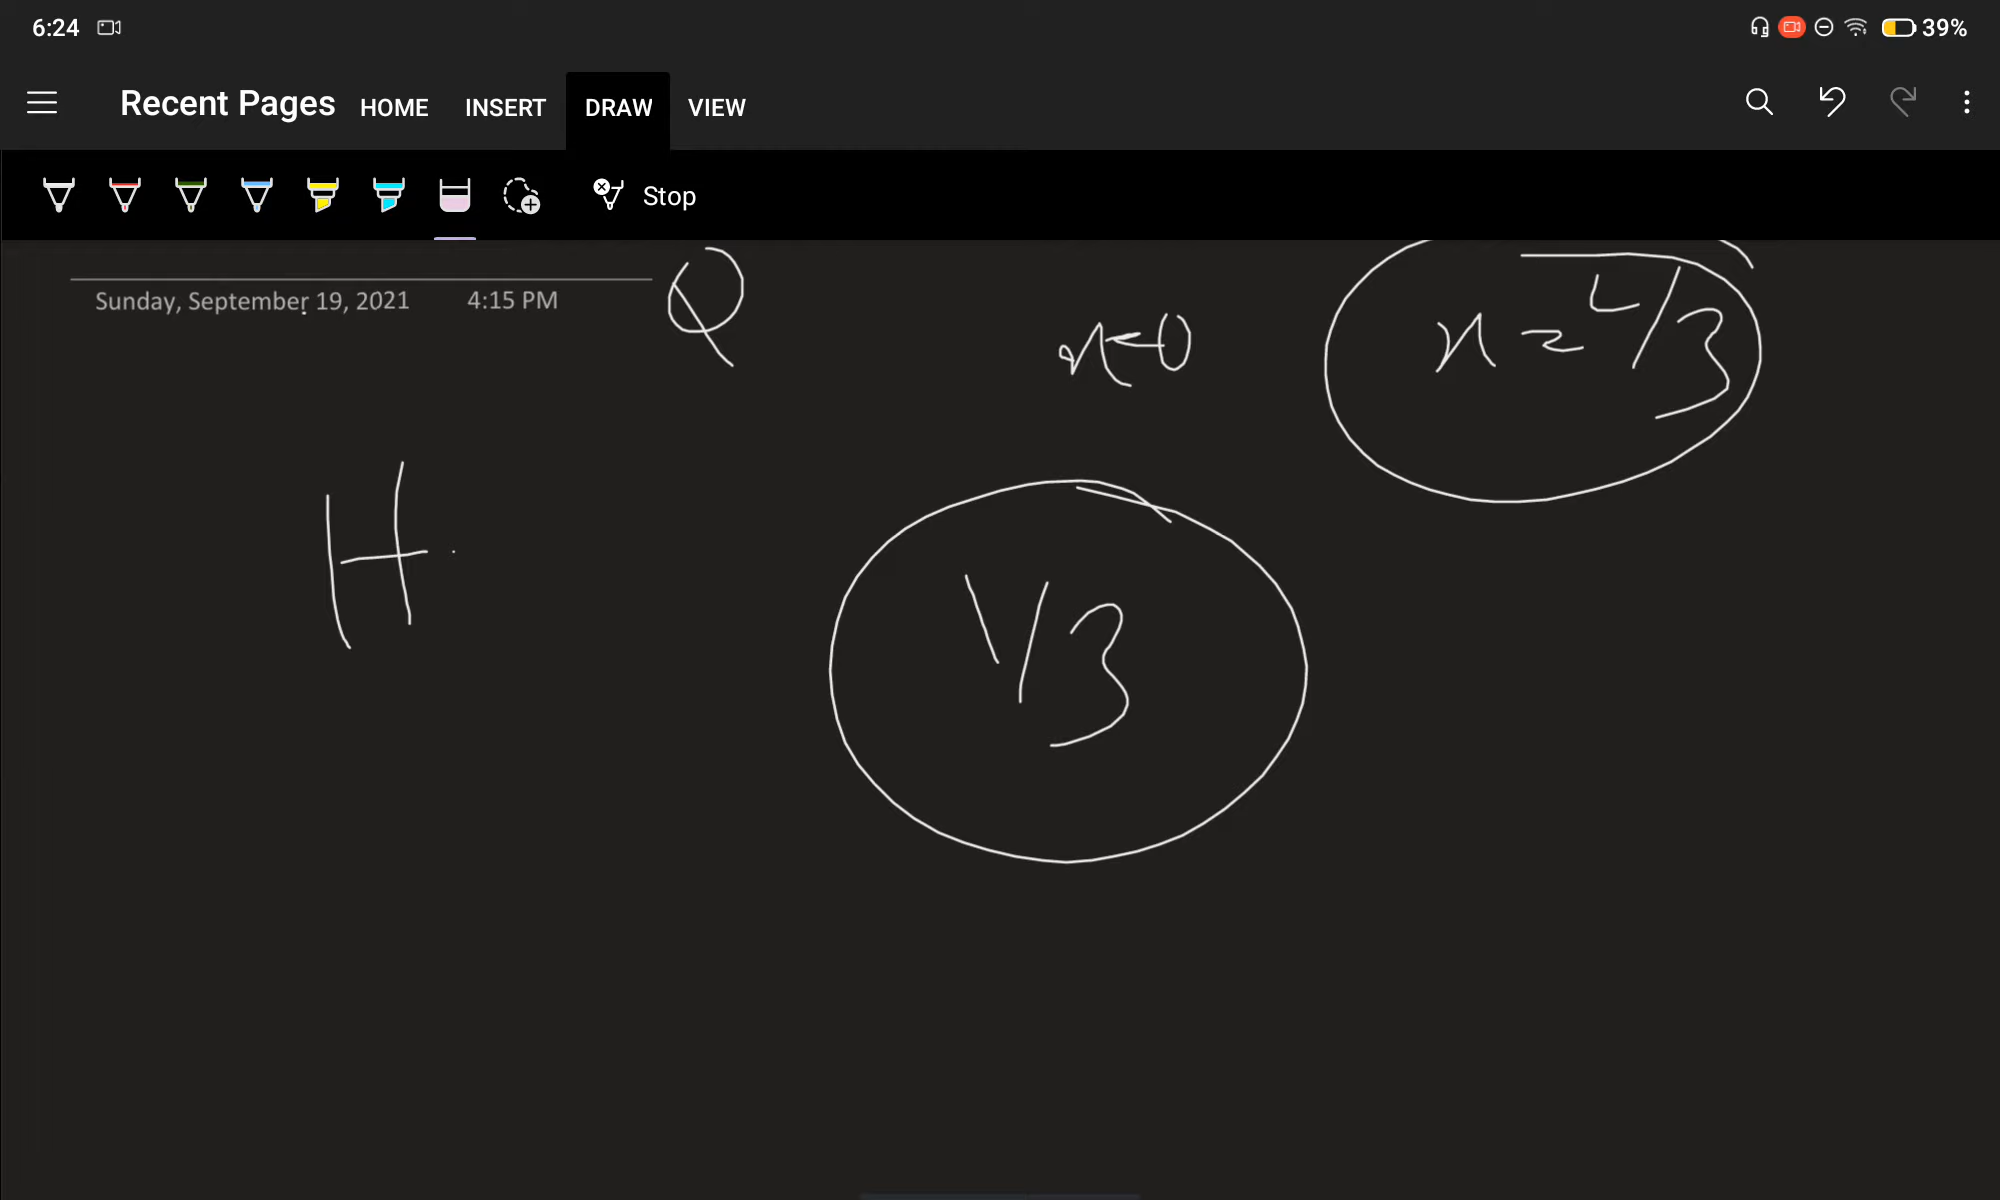 6:24 39%
Recent Pages HOME INSERT DRAW VIEW
Stop
Sunday, September 19, 2021 4:15 PM
Q
x=0
x = L/3
H
1/3